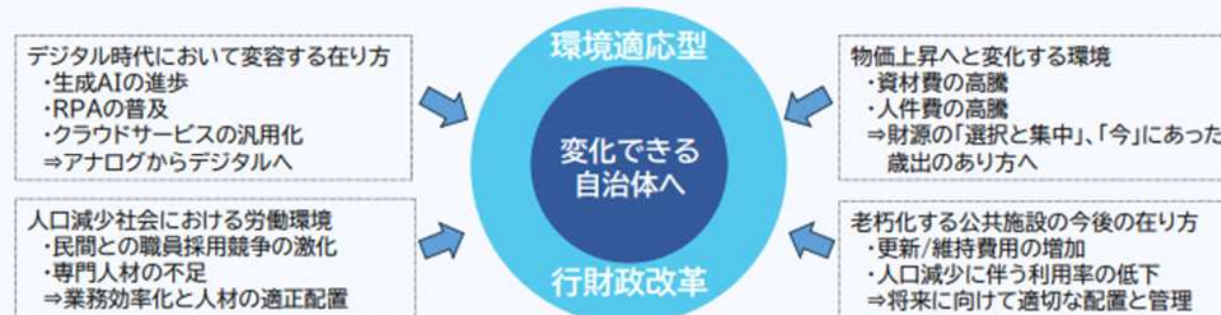 デジタル時代において変容する在り方
・生成AIの進歩
・RPAの普及
・クラウドサービスの汎用化
⇒アナログからデジタルへ
人口減少社会における労働環境
・民間との職員採用競争の激化
・専門人材の不足
⇒業務効率化と人材の適正配置
環境適応型
変化できる
自治体へ
行財政改革
物価上昇へと変化する環境
・資材費の高騰
・人件費の高騰
⇒財源の「選択と集中」、「今」にあった
歳出のあり方へ
老朽化する公共施設の今後の在り方
・更新/維持費用の増加
・人口減少に伴う利用率の低下
⇒将来に向けて適切な配置と管理